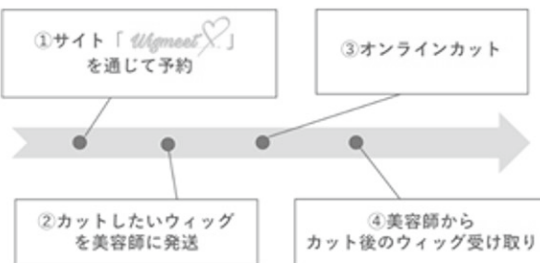 ①サイト「Wigmeet」
を通じて予約
②カットしたいウィッグ
を美容師に発送
③オンラインカット
④美容師から
カット後のウィッグ受け取り